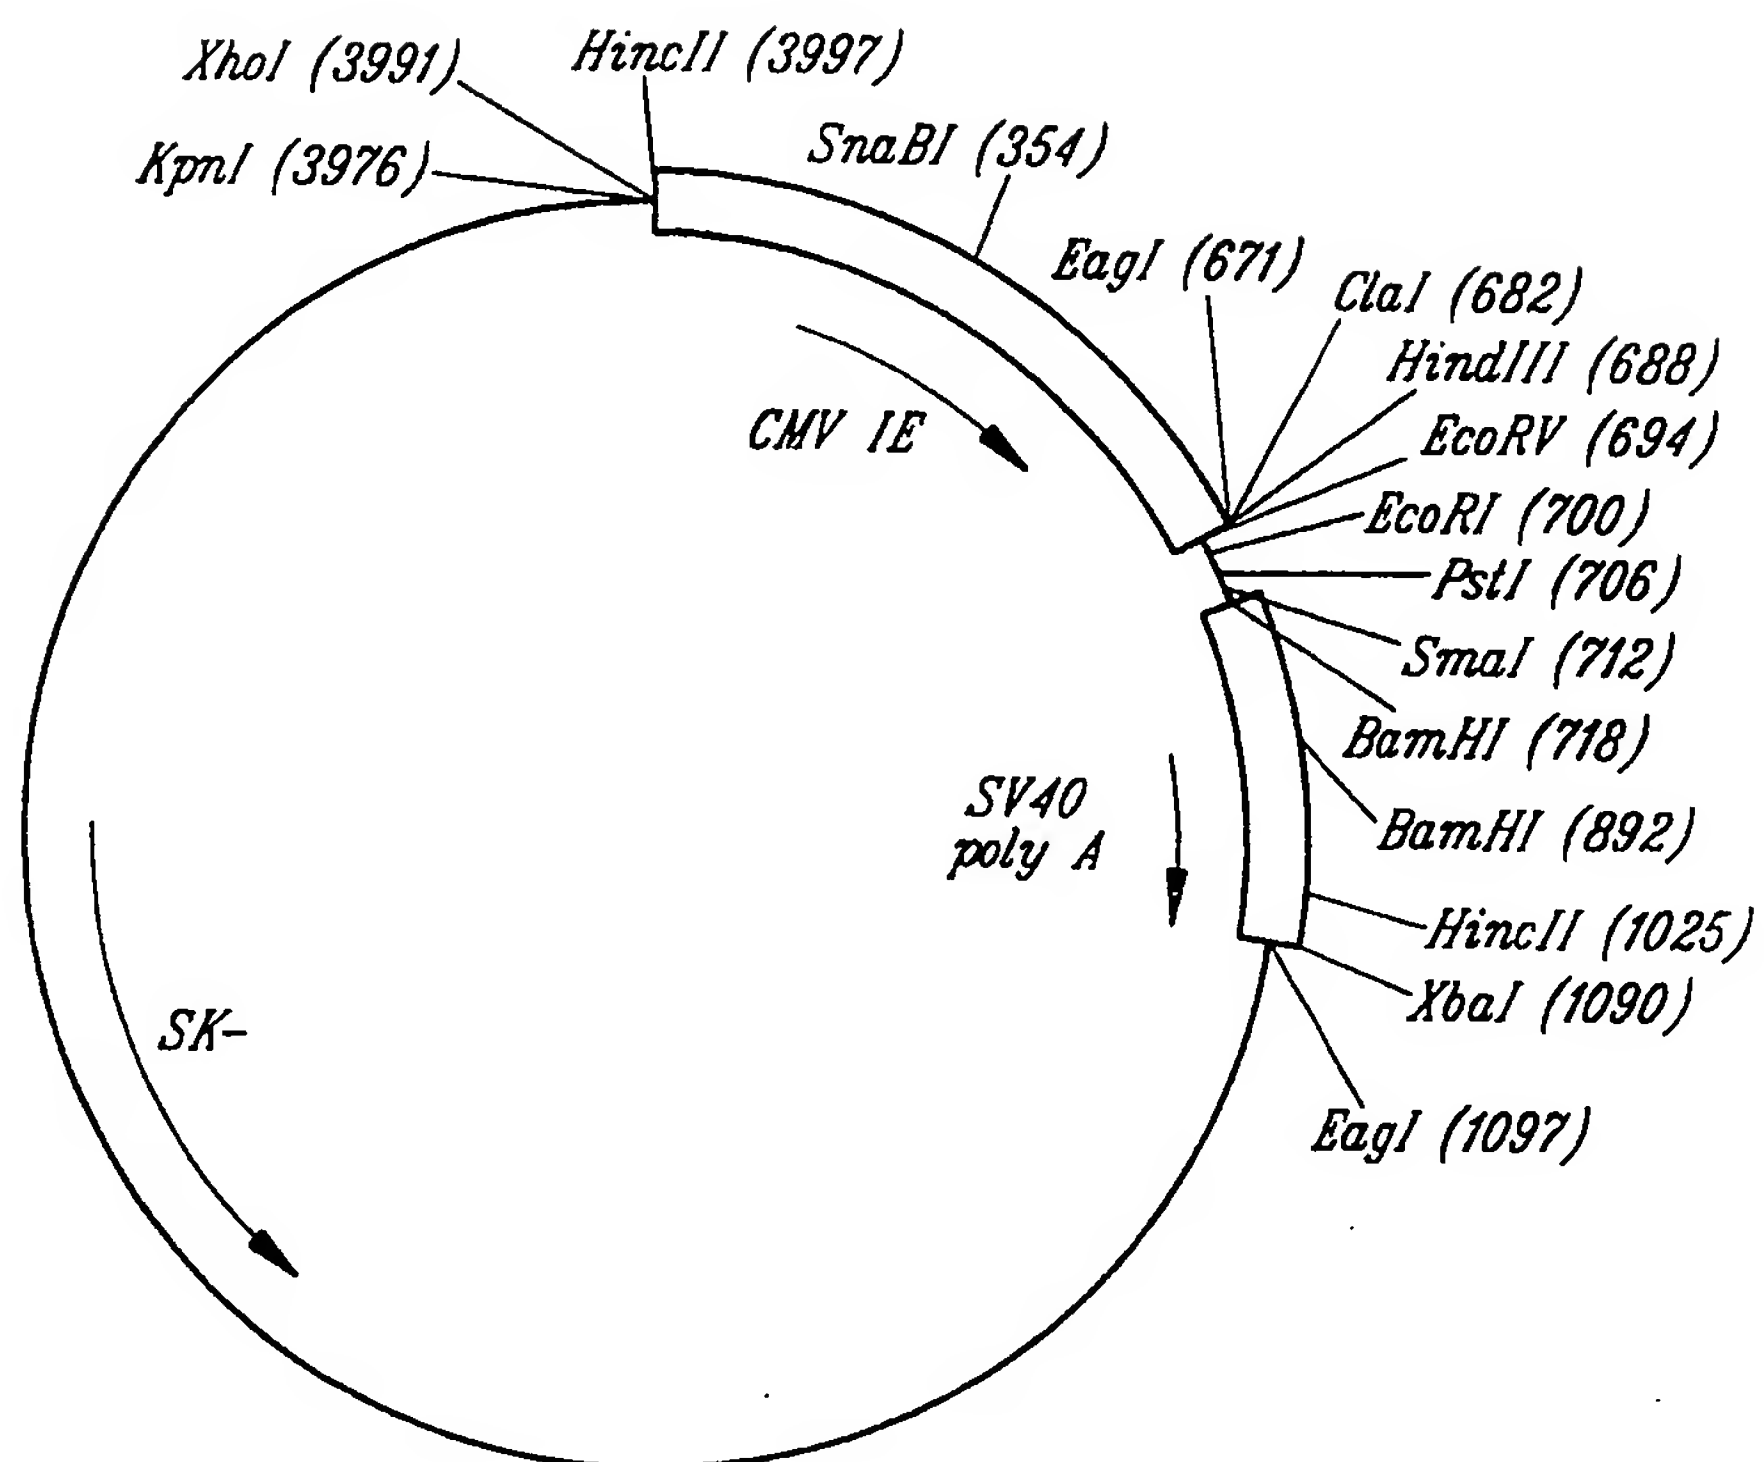 XhoI (3991)
HincII (3997)
KpnI (3976)
SnaBI (354)
EagI (671)
ClaI (682)
HindIII (688)
EcoRV (694)
EcoRI (700)
PstI (706)
SmaI (712)
BamHI (718)
BamHI (892)
HincII (1025)
XbaI (1090)
EagI (1097)
CMV IE
SV40
poly A
SK-